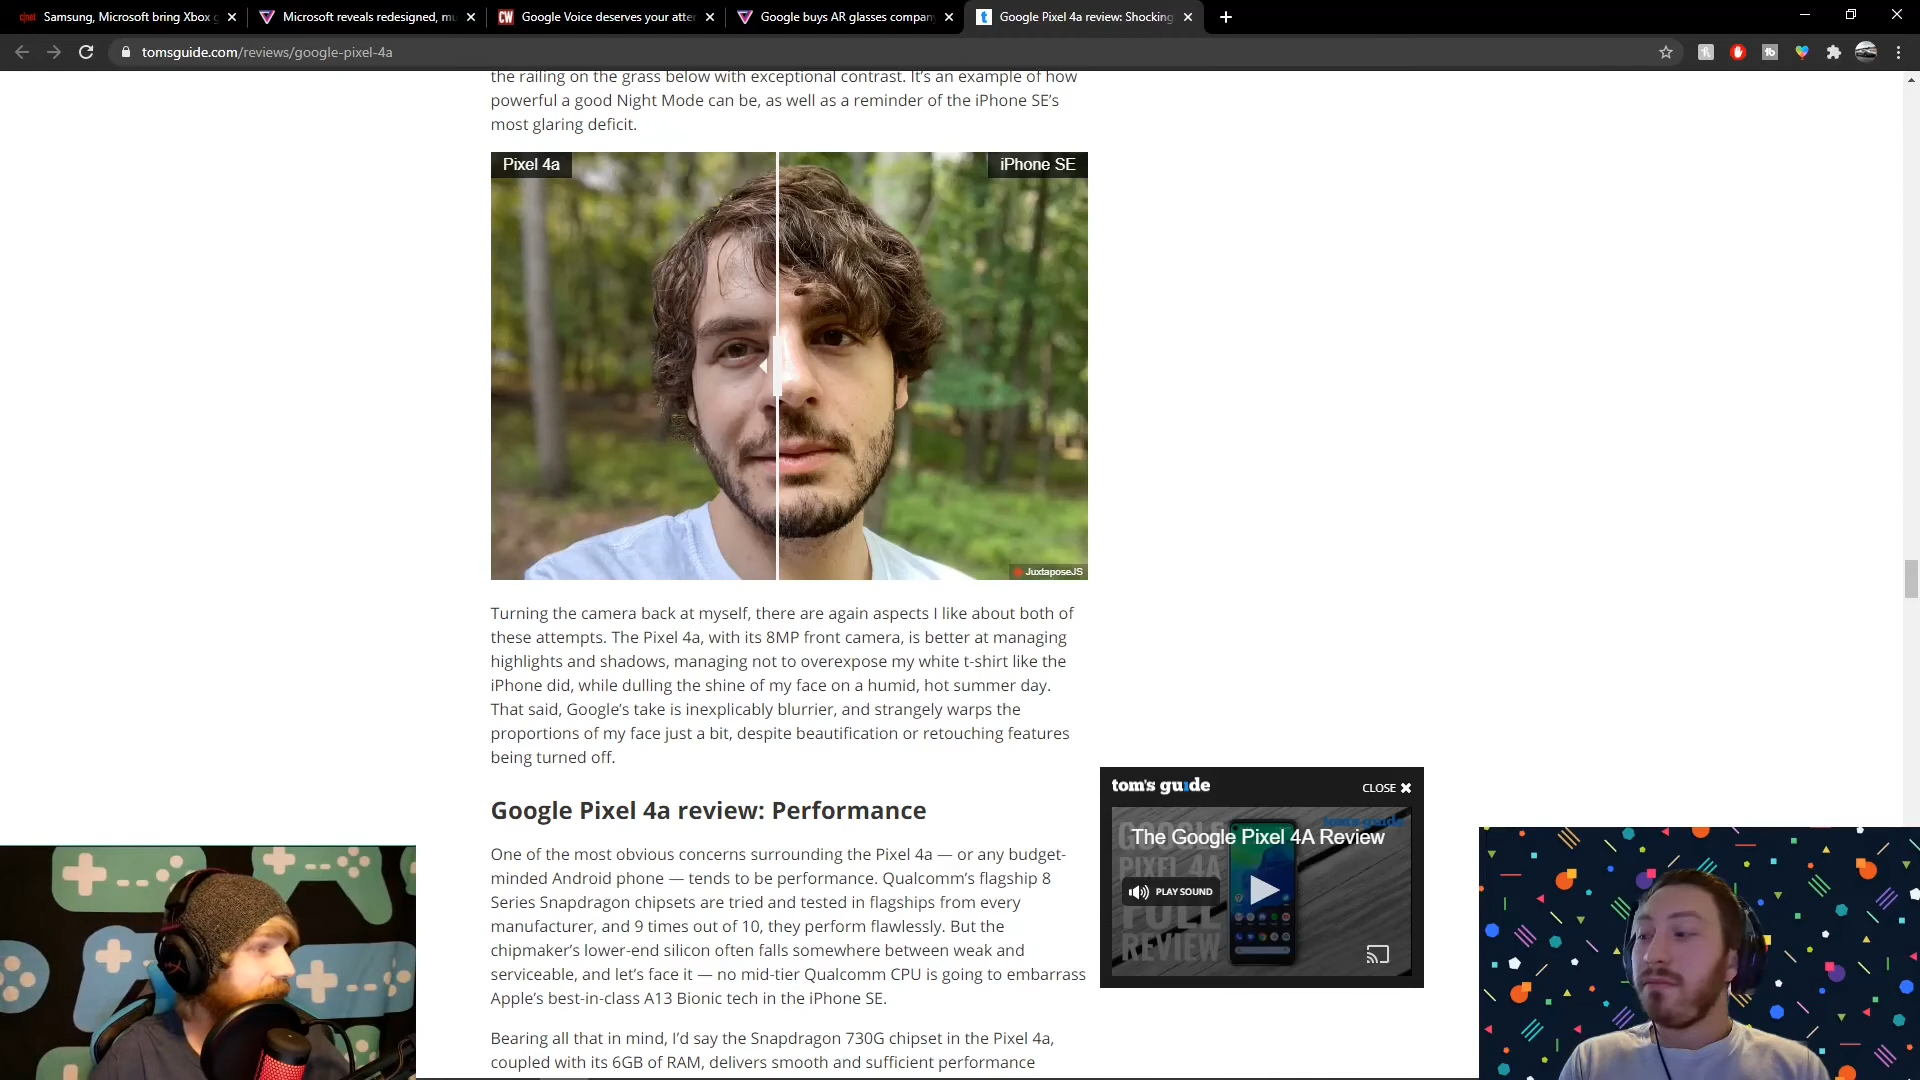 Samsung, Microsoft bring Xbox g
Microsoft reveals redesigned, mu
Google Voice deserves your atte
Google buys AR glasses company
Google Pixel 4a review: Shocking
tomsguide.com/reviews/google-pixel-4a
the railing on the grass below with exceptional contrast. It's an example of how
powerful a good Night Mode can be, as well as a reminder of the iPhone SE's
most glaring deficit.
Pixel 4a
iPhone SE
JuxtaposeJS
Turning the camera back at myself, there are again aspects I like about both of
these attempts. The Pixel 4a, with its 8MP front camera, is better at managing
highlights and shadows, managing not to overexpose my white t-shirt like the
iPhone did, while dulling the shine of my face on a humid, hot summer day.
That said, Google's take is inexplicably blurrier, and strangely warps the
proportions of my face just a bit, despite beautification or retouching features
being turned off.
Google Pixel 4a review: Performance
One of the most obvious concerns surrounding the Pixel 4a — or any budget-
minded Android phone — tends to be performance. Qualcomm's flagship 8
Series Snapdragon chipsets are tried and tested in flagships from every
manufacturer, and 9 times out of 10, they perform flawlessly. But the
chipmaker's lower-end silicon often falls somewhere between weak and
serviceable, and let's face it — no mid-tier Qualcomm CPU is going to embarrass
Apple's best-in-class A13 Bionic tech in the iPhone SE.
Bearing all that in mind, I'd say the Snapdragon 730G chipset in the Pixel 4a,
coupled with its 6GB of RAM, delivers smooth and sufficient performance
tom's guide
CLOSE
tom's guide
The Google Pixel 4A Review
GOOGLE
PIXEL 4A
PLAY SOUND
FULL
REVIEW